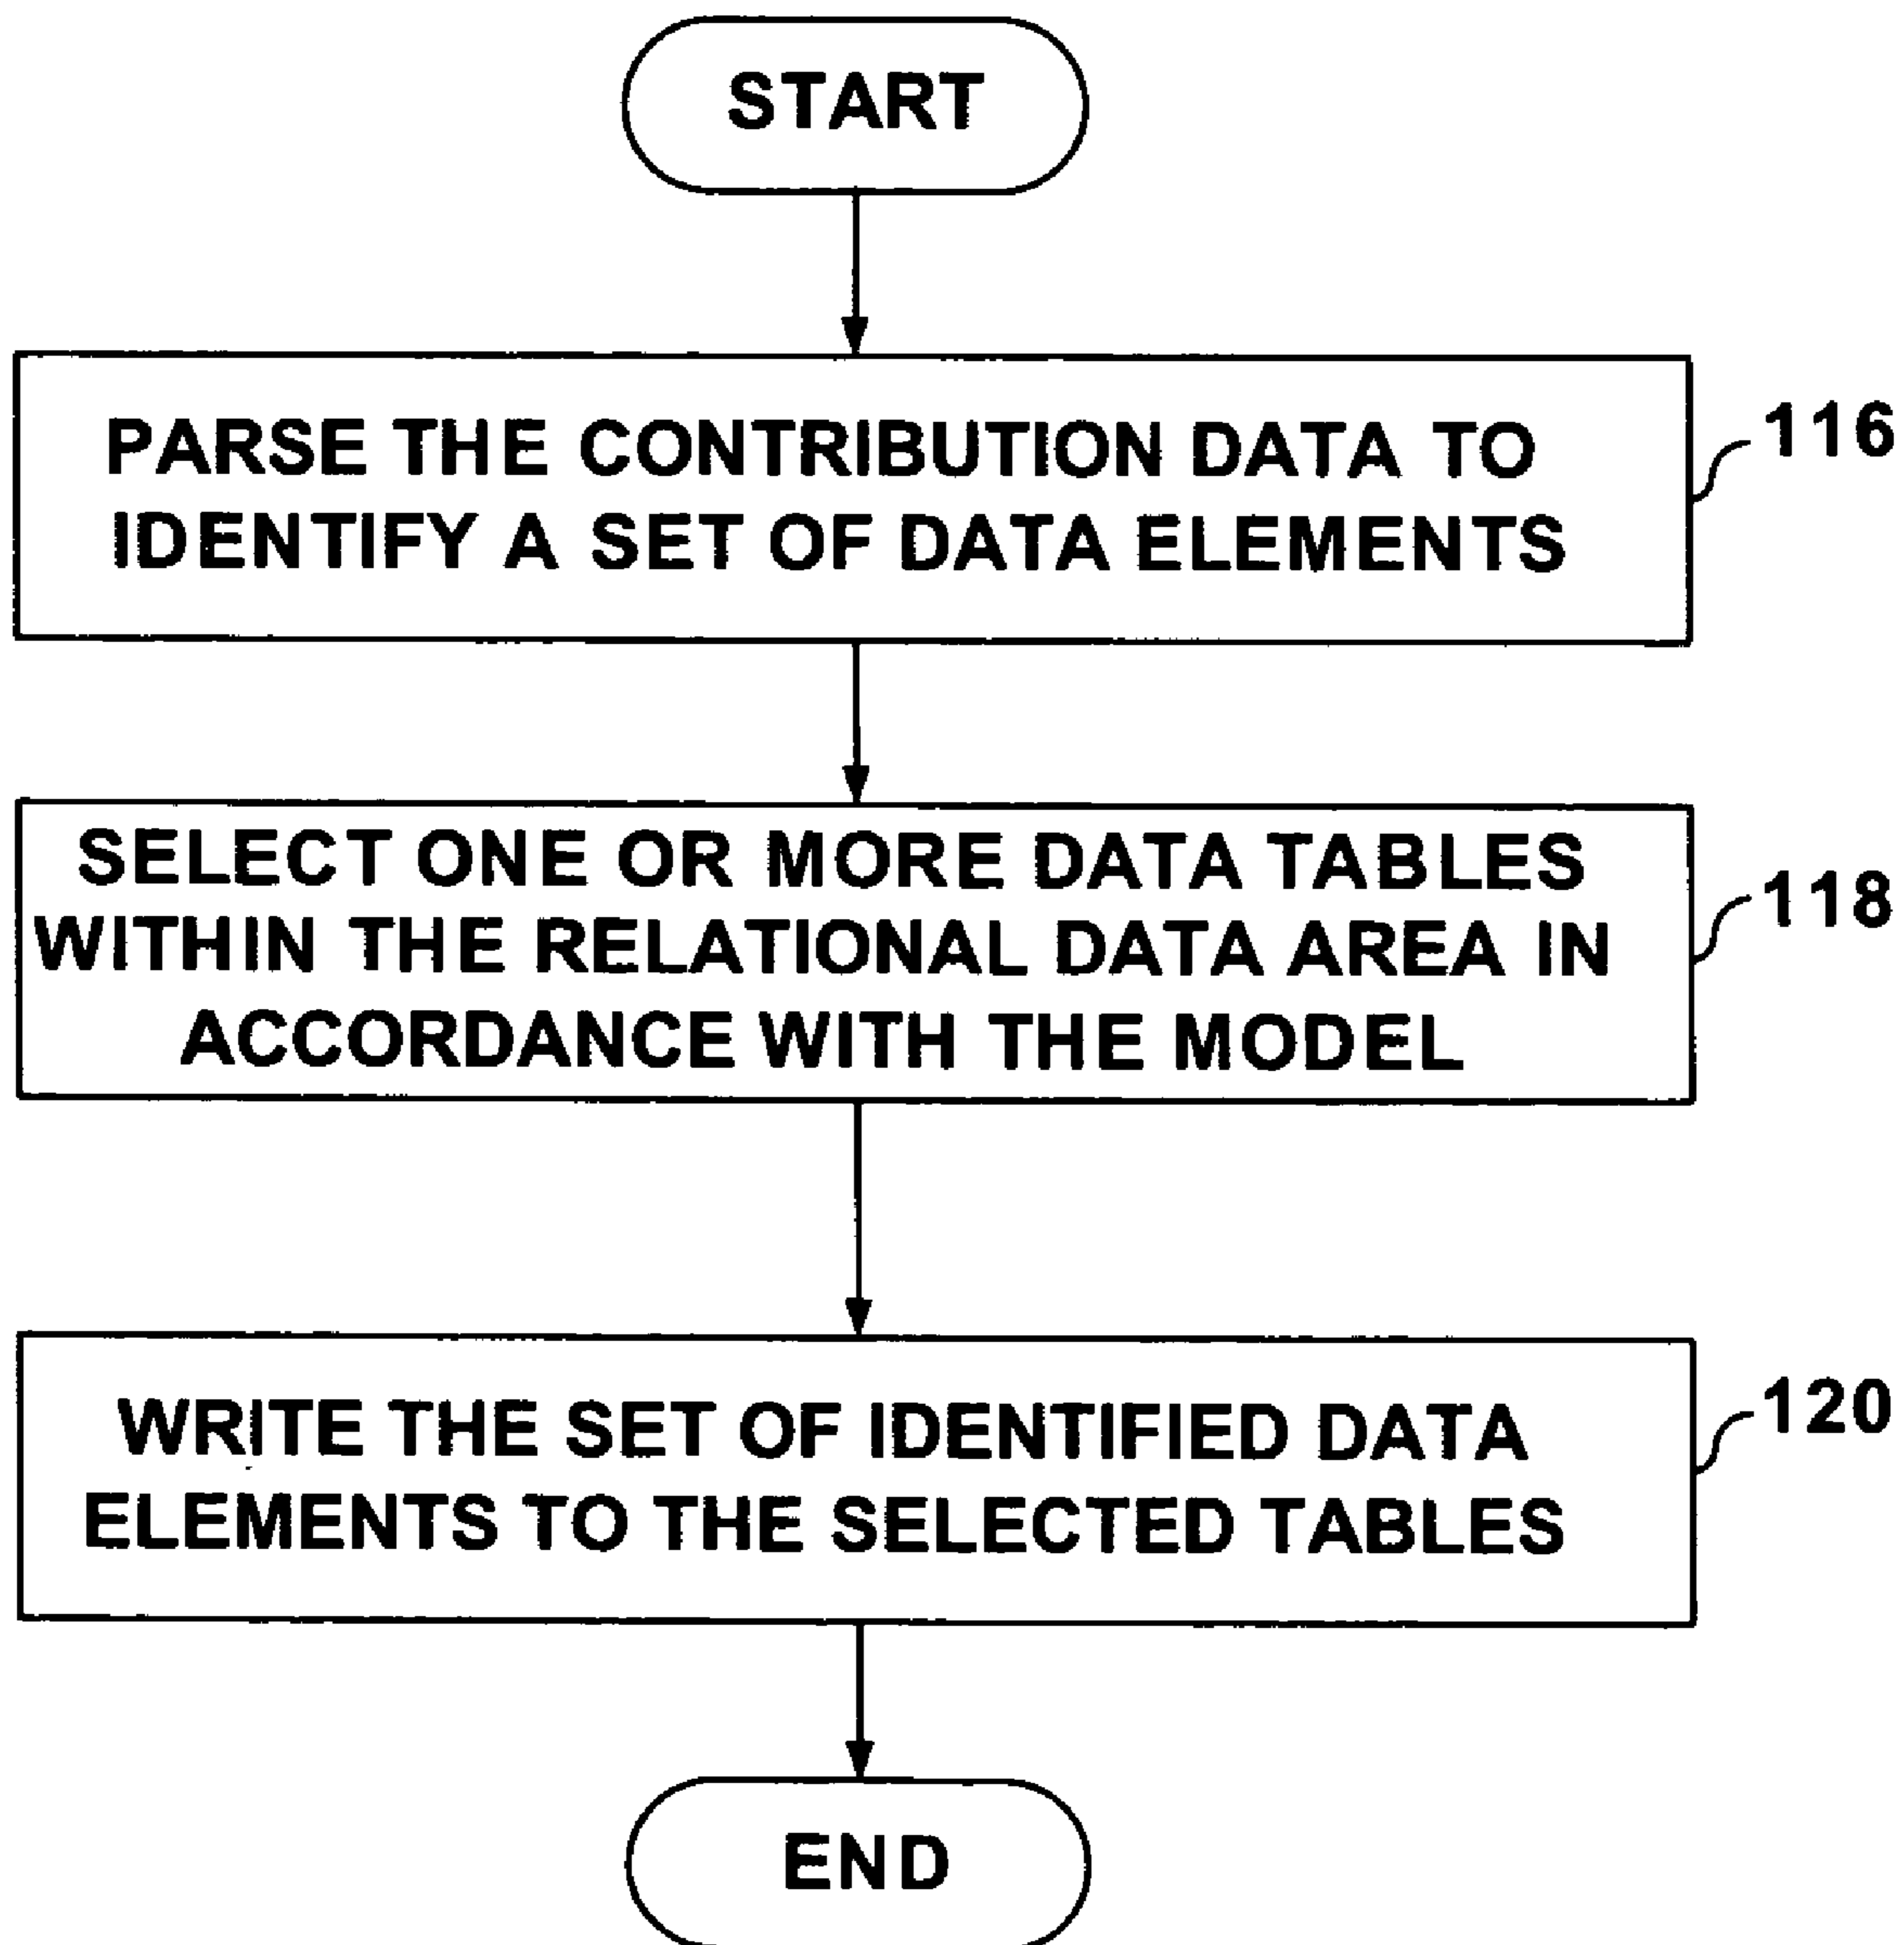 START
PARSE THE CONTRIBUTION DATA TO
IDENTIFY A SET OF DATA ELEMENTS
116
SELECT ONE OR MORE DATA TABLES
WITHIN THE RELATIONAL DATA AREA IN
ACCORDANCE WITH THE MODEL
118
WRITE THE SET OF IDENTIFIED DATA
ELEMENTS TO THE SELECTED TABLES
120
END